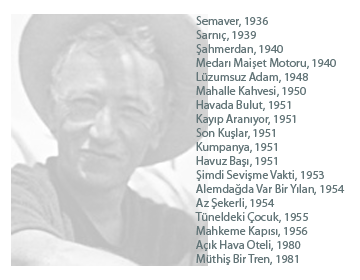 Semaver, 1936
Sarnıç, 1939
Şahmerdan, 1940
Medarı Maişet Motoru, 1940
Lüzumsuz Adam, 1948
Mahalle Kahvesi, 1950
Havada Bulut, 1951
Kayıp Aranıyor, 1951
Son Kuşlar, 1951
Kumpanya, 1951
Havuz Başı, 1951
Şimdi Sevişme Vakti, 1953
Alemdağda Var Bir Yılan, 1954
Az Şekerli, 1954
Tüneldeki Çocuk, 1955
Mahkeme Kapısı, 1956
Açık Hava Oteli, 1980
Müthiş Bir Tren, 1981